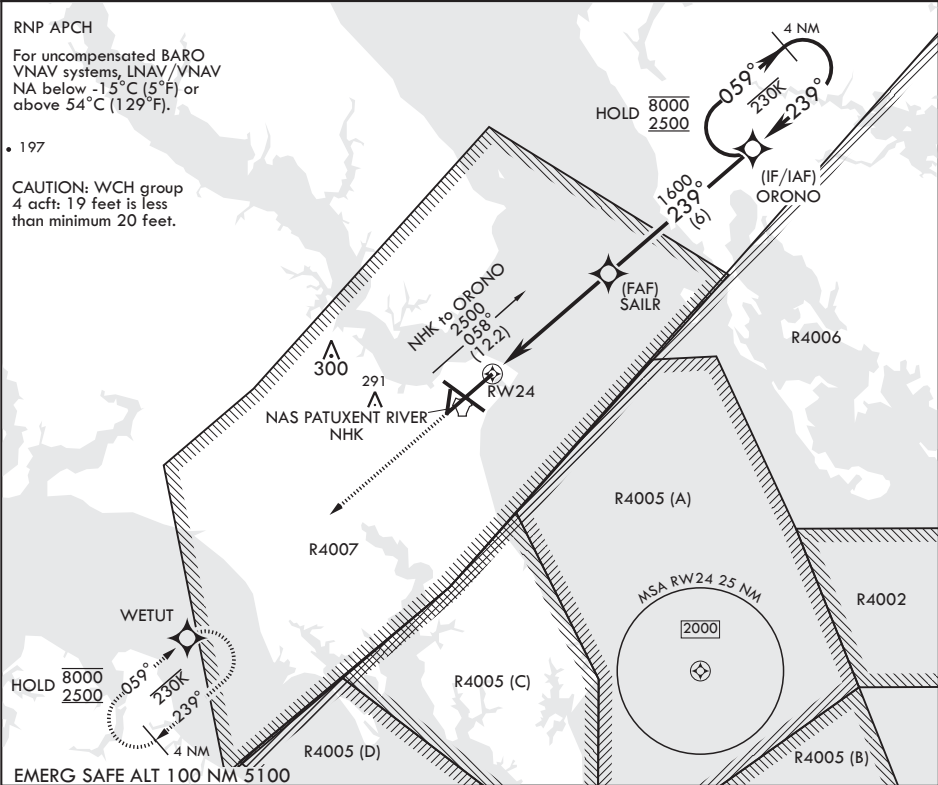 RNP APCH
For uncompensated BARO
VNAV systems, LNAV/VNAV
NA below -15°C (5°F) or
above 54°C (129°F).
197
CAUTION: WCH group
4 acft: 19 feet is less
than minimum 20 feet.
4 NM
059°
230K
239°
HOLD 8000
2500
(IF/IAF)
ORONO
1600
239°
(6)
(FAF)
SAILR
NHK to ORONO
2500
058°
(12.2)
R4006
300
291
RW24
NAS PATUXENT RIVER
NHK
R4005 (A)
R4007
MSA RW24 25 NM
2000
R4002
WETUT
HOLD 8000
2500
059°
230K
239°
4 NM
R4005 (C)
R4005 (D)
R4005 (B)
EMERG SAFE ALT 100 NM 5100